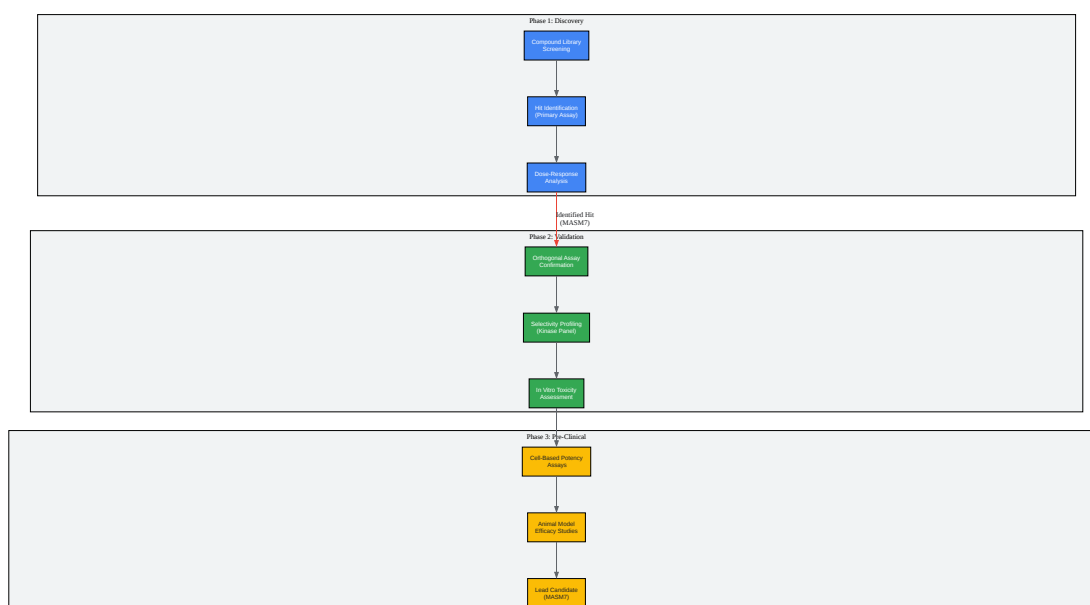 Phase 1: Discovery
Compound Library
Screening
Hit Identification
(Primary Assay)
Dose-Response
Analysis
Identified Hit
(MASM7)
Phase 2: Validation
Orthogonal Assay
Confirmation
Selectivity Profiling
(Kinase Panel)
In Vitro Toxicity
Assessment
Phase 3: Pre-Clinical
Cell-Based Potency
Assays
Animal Model
Efficacy Studies
Lead Candidate
(MASM7)